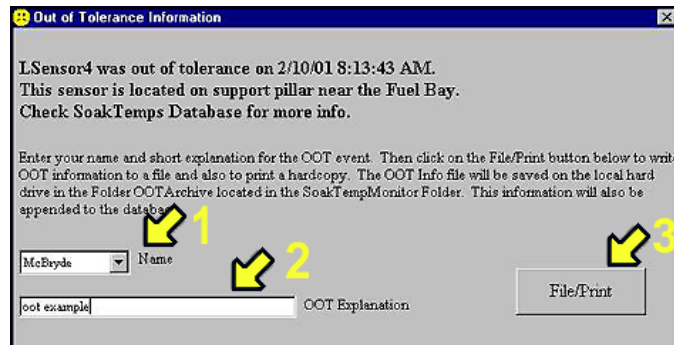 Out of Tolerance Information
LSensor4 was out of tolerance on 2/10/01 8:13:43 AM.
This sensor is located on support pillar near the Fuel Bay.
Check SoakTemps Database for more info.
Enter your name and short explanation for the OOT event. Then click on the File/Print button below to write
OOT information to a file and also to print a hardcopy. The OOT Info file will be saved on the local hard
drive in the Folder OOTArchive located in the SoakTempMonitor Folder. This information will also be
appended to the database
1
McBryde Name
2
3
oot example OOT Explanation
File/Print